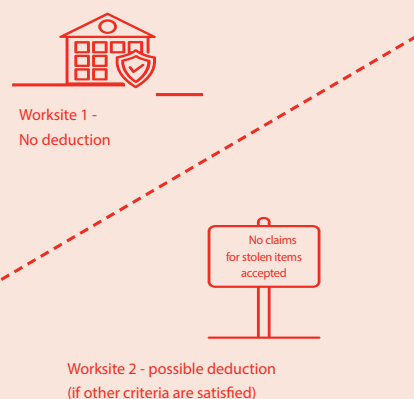 Worksite 1 -
No deduction
No claims
for stolen items
accepted
Worksite 2 - possible deduction
(if other criteria are satisfied)